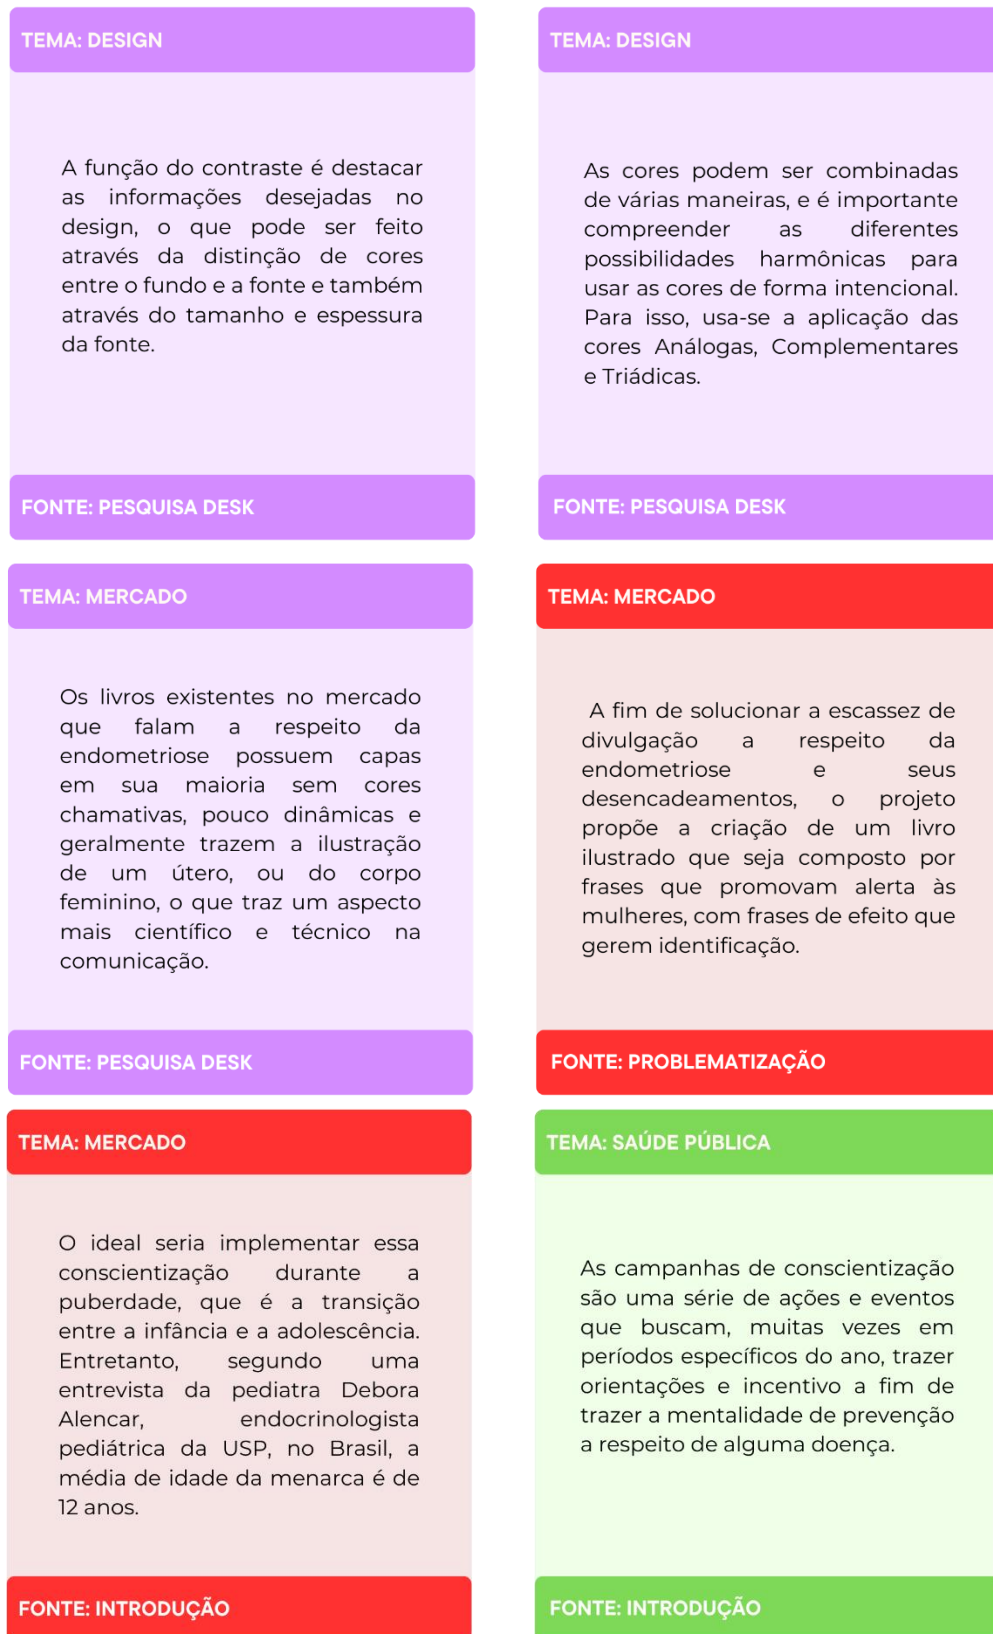 TEMA: DESIGN
A função do contraste é destacar
as informações desejadas no
design, o que pode ser feito
através da distinção de cores
entre o fundo e a fonte e também
através do tamanho e espessura
da fonte.
FONTE: PESQUISA DESK
TEMA: DESIGN
As cores podem ser combinadas
de várias maneiras, e é importante
compreender as diferentes
possibilidades harmônicas para
usar as cores de forma intencional.
Para isso, usa-se a aplicação das
cores Análogas, Complementares
e Triádicas.
FONTE: PESQUISA DESK
TEMA: MERCADO
Os livros existentes no mercado
que falam a respeito da
endometriose possuem capas
em sua maioria sem cores
chamativas, pouco dinâmicas e
geralmente trazem a ilustração
de um útero, ou do corpo
feminino, o que traz um aspecto
mais científico e técnico na
comunicação.
FONTE: PESQUISA DESK
TEMA: MERCADO
A fim de solucionar a escassez de
divulgação a respeito da
endometriose e seus
desencadeamentos, o projeto
propõe a criação de um livro
ilustrado que seja composto por
frases que promovam alerta às
mulheres, com frases de efeito que
gerem identificação.
FONTE: PROBLEMATIZAÇÃO
TEMA: MERCADO
O ideal seria implementar essa
conscientização durante a
puberdade, que é a transição
entre a infância e a adolescência.
Entretanto, segundo uma
entrevista da pediatra Debora
Alencar, endocrinologista
pediátrica da USP, no Brasil, a
média de idade da menarca é de
12 anos.
FONTE: INTRODUÇÃO
TEMA: SAÚDE PÚBLICA
As campanhas de conscientização
são uma série de ações e eventos
que buscam, muitas vezes em
períodos específicos do ano, trazer
orientações e incentivo a fim de
trazer a mentalidade de prevenção
a respeito de alguma doença.
FONTE: INTRODUÇÃO